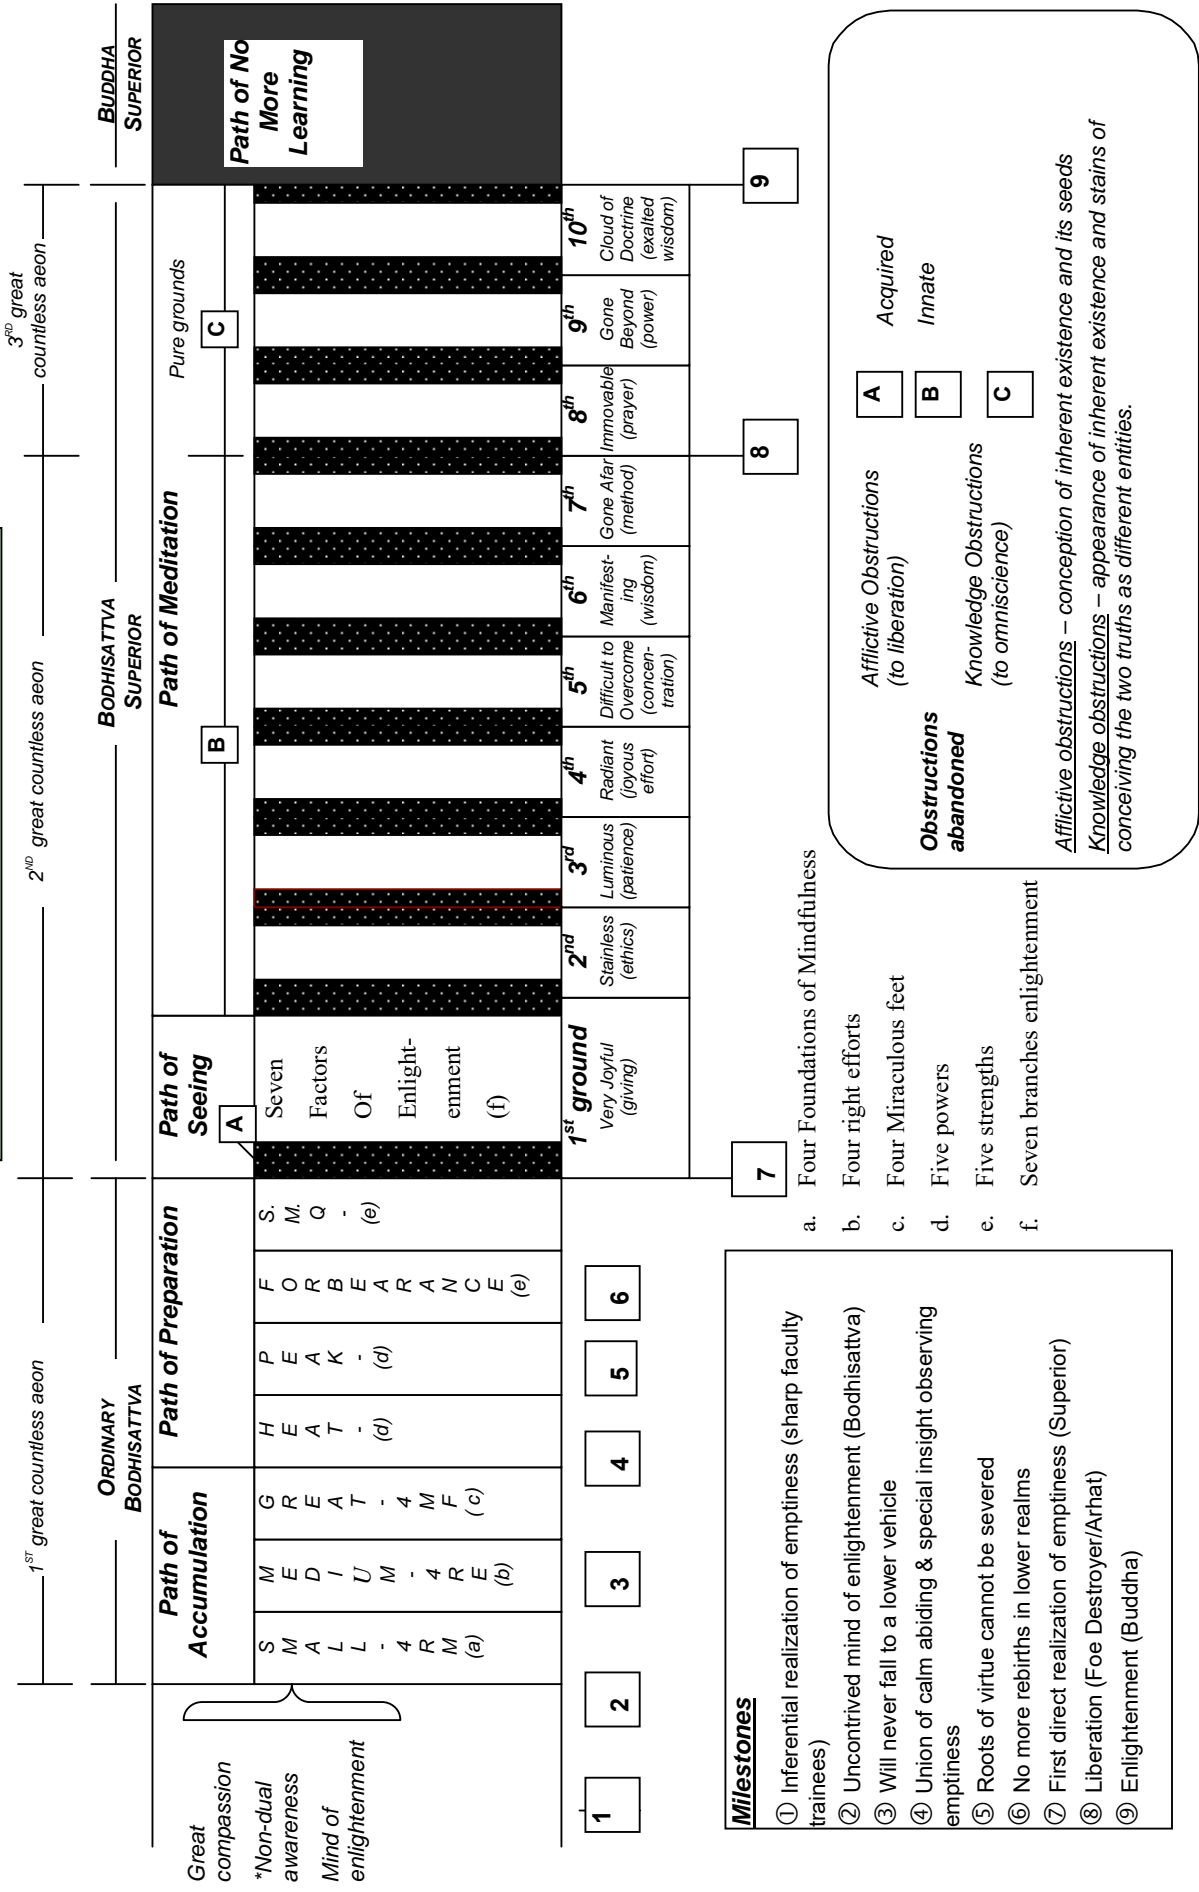 1ST great countless aeon
2ND great countless aeon
3RD great
countless aeon
ORDINARY
BODHISATTVA
BODHISATTVA
SUPERIOR
BUDDHA
SUPERIOR
Path of
Accumulation
Path of Preparation
Path of
Seeing
Path of Meditation
Pure grounds
Path of No
More
Learning
A
B
C
Great
compassion
*Non-dual
awareness
Mind of
enlightenment
SMALL-4RM(a)
MEDIUM-4RE(b)
GREAT-4MF(c)
HEAT-(d)
PEAK-(d)
FORBEARANCE(e)
S.M.Q-(e)
Seven
Factors
Of
Enlight-
enment
(f)
1st ground
Very Joyful
(giving)
2nd
Stainless
(ethics)
3rd
Luminous
(patience)
4th
Radiant
(joyous
effort)
5th
Difficult to
Overcome
(concen-
tration)
6th
Manifest-
ing
(wisdom)
7th
Gone Afar
(method)
8th
Immovable
(prayer)
9th
Gone
Beyond
(power)
10th
Cloud of
Doctrine
(exalted
wisdom)
1
2
3
4
5
6
7
8
9
Milestones
① Inferential realization of emptiness (sharp faculty
trainees)
② Uncontrived mind of enlightenment (Bodhisattva)
③ Will never fall to a lower vehicle
④ Union of calm abiding & special insight observing
emptiness
⑤ Roots of virtue cannot be severed
⑥ No more rebirths in lower realms
⑦ First direct realization of emptiness (Superior)
⑧ Liberation (Foe Destroyer/Arhat)
⑨ Enlightenment (Buddha)
a. Four Foundations of Mindfulness
b. Four right efforts
c. Four Miraculous feet
d. Five powers
e. Five strengths
f. Seven branches enlightenment
Obstructions
abandoned
Afflictive Obstructions
(to liberation)
A Acquired
B Innate
Knowledge Obstructions
(to omniscience)
C
Afflictive obstructions – conception of inherent existence and its seeds
Knowledge obstructions – appearance of inherent existence and stains of
conceiving the two truths as different entities.